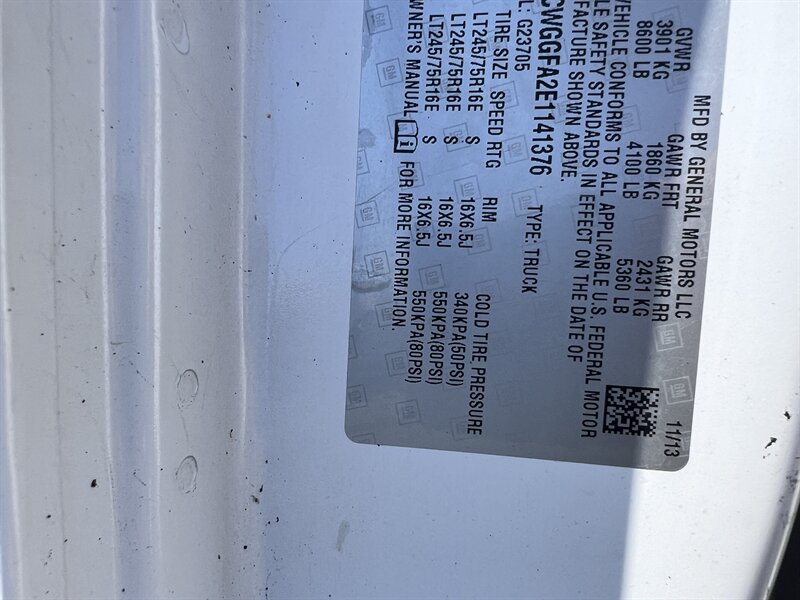 MFD BY GENERAL MOTORS LLC 11/13
GVWR GAWR FRT GAWR RR
3901 KG 1860 KG 2431 KG
8600 LB 4100 LB 5360 LB
VEHICLE CONFORMS TO ALL APPLICABLE U.S. FEDERAL MOTOR
LE SAFETY STANDARDS IN EFFECT ON THE DATE OF
FACTURE SHOWN ABOVE.
CWGGFA2E1141376
L: G23705 TYPE: TRUCK
TIRE SIZE SPEED RTG RIM COLD TIRE PRESSURE
LT245/75R16E S 16X6.5J 340KPA(50PSI)
LT245/75R16E S 16X6.5J 550KPA(80PSI)
LT245/75R16E S 16X6.5J 550KPA(80PSI)
OWNER'S MANUAL FOR MORE INFORMATION.